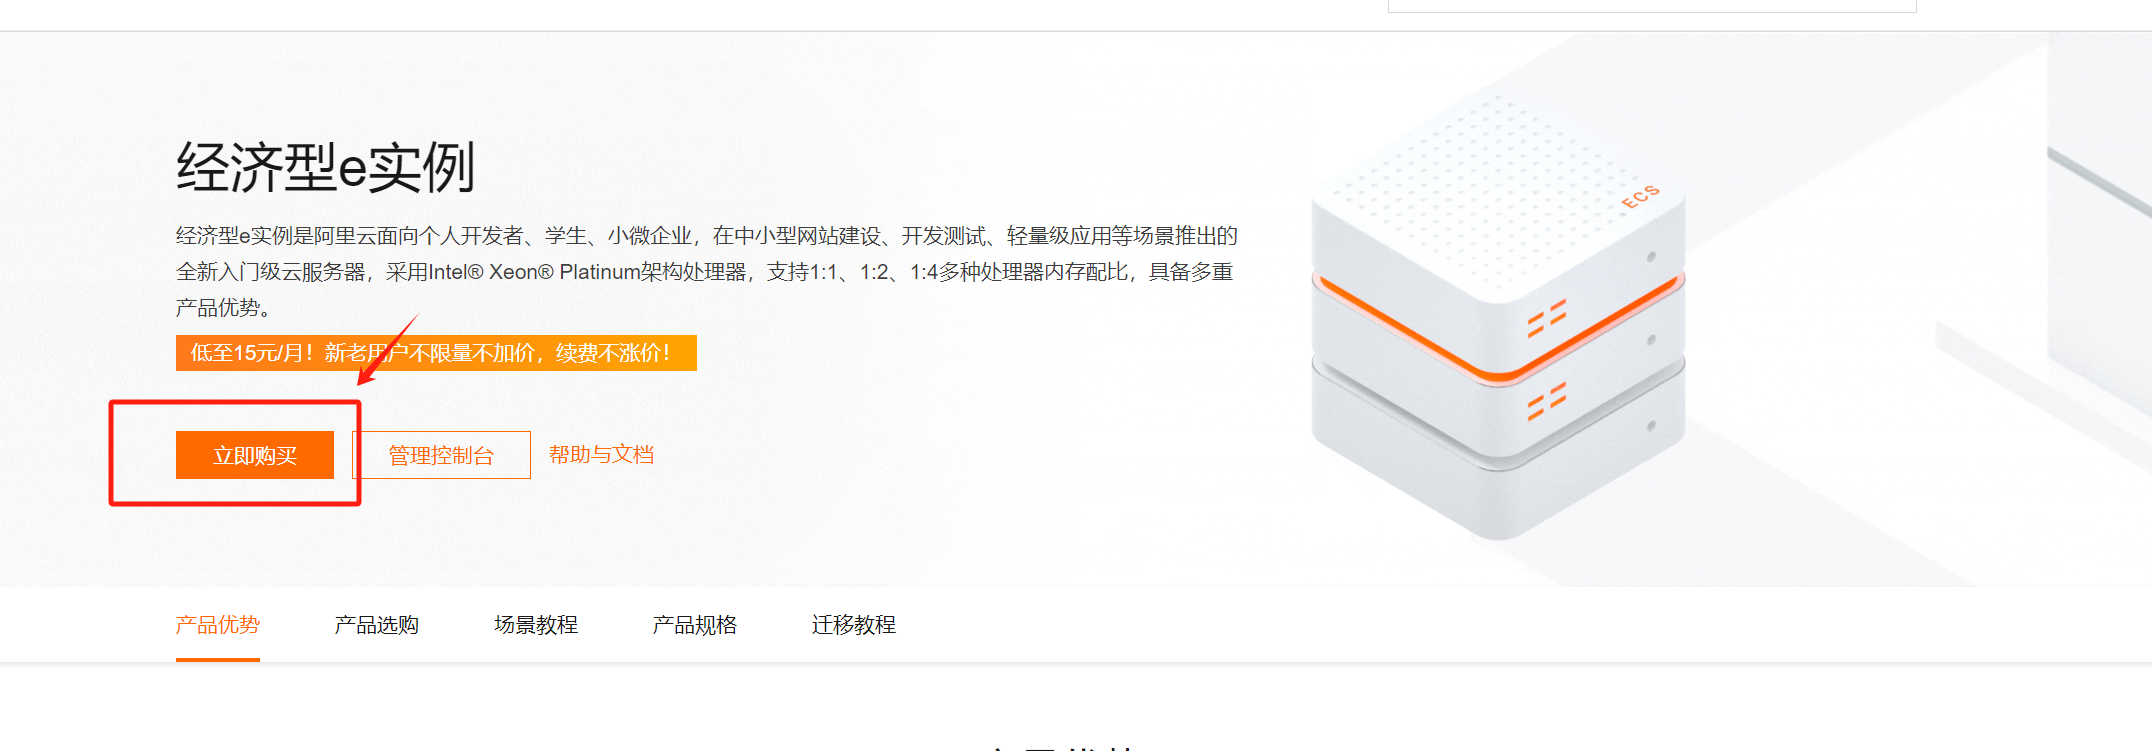 经济型e实例
经济型e实例是阿里云面向个人开发者、学生、小微企业，在中小型网站建设、开发测试、轻量级应用等场景推出的
全新入门级云服务器，采用Intel® Xeon® Platinum架构处理器，支持1:1、1:2、1:4多种处理器内存配比，具备多重
产品优势。
低至15元/月！新老用户不限量不加价，续费不涨价！
立即购买 管理控制台 帮助与文档
ECS
产品优势 产品选购 场景教程 产品规格 迁移教程